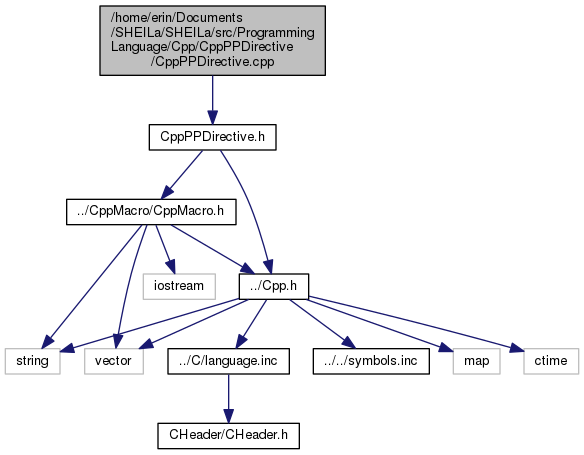 /home/erin/Documents
/SHEILa/SHEILa/src/Programming
Language/Cpp/CppPPDirective
/CppPPDirective.cpp
CppPPDirective.h
../CppMacro/CppMacro.h
iostream
../Cpp.h
string
vector
../C/language.inc
../../symbols.inc
map
ctime
CHeader/CHeader.h